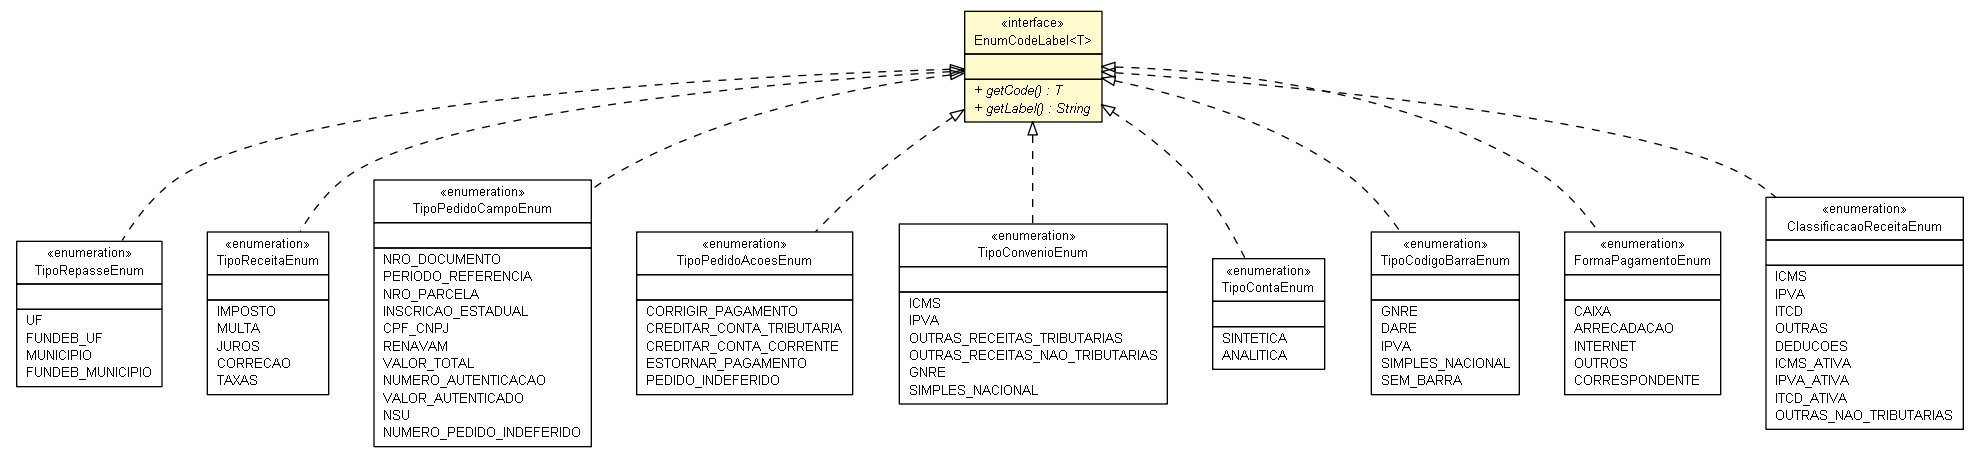 «interface»
EnumCodeLabel<T>
+ getCode() : T
+ getLabel() : String
«enumeration»
TipoRepasseEnum
UF
FUNDEB_UF
MUNICIPIO
FUNDEB_MUNICIPIO
«enumeration»
TipoReceitaEnum
IMPOSTO
MULTA
JUROS
CORRECAO
TAXAS
«enumeration»
TipoPedidoCampoEnum
NRO_DOCUMENTO
PERIODO_REFERENCIA
NRO_PARCELA
INSCRICAO_ESTADUAL
CPF_CNPJ
RENAVAM
VALOR_TOTAL
NUMERO_AUTENTICACAO
VALOR_AUTENTICADO
NSU
NUMERO_PEDIDO_INDEFERIDO
«enumeration»
TipoPedidoAcoesEnum
CORRIGIR_PAGAMENTO
CREDITAR_CONTA_TRIBUTARIA
CREDITAR_CONTA_CORRENTE
ESTORNAR_PAGAMENTO
PEDIDO_INDEFERIDO
«enumeration»
TipoConvenioEnum
ICMS
IPVA
OUTRAS_RECEITAS_TRIBUTARIAS
OUTRAS_RECEITAS_NAO_TRIBUTARIAS
GNRE
SIMPLES_NACIONAL
«enumeration»
TipoContaEnum
SINTETICA
ANALITICA
«enumeration»
TipoCodigoBarraEnum
GNRE
DARE
IPVA
SIMPLES_NACIONAL
SEM_BARRA
«enumeration»
FormaPagamentoEnum
CAIXA
ARRECADACAO
INTERNET
OUTROS
CORRESPONDENTE
«enumeration»
ClassificacaoReceitaEnum
ICMS
IPVA
ITCD
OUTRAS
DEDUCOES
ICMS_ATIVA
IPVA_ATIVA
ITCD_ATIVA
OUTRAS_NAO_TRIBUTARIAS